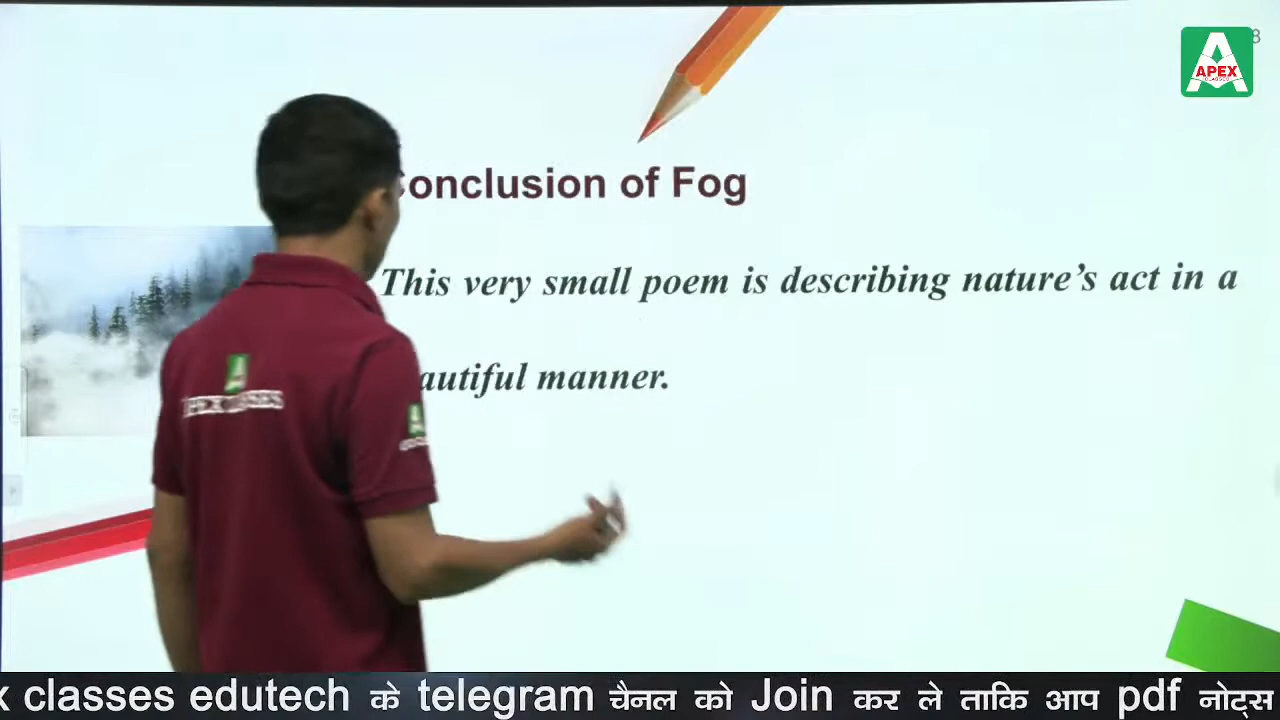 APEX
onclusion of Fog
This very small poem is describing nature's act in a
autiful manner.
classes edutech के telegram चैनल को Join कर ले ताकि आप pdf नोट्स